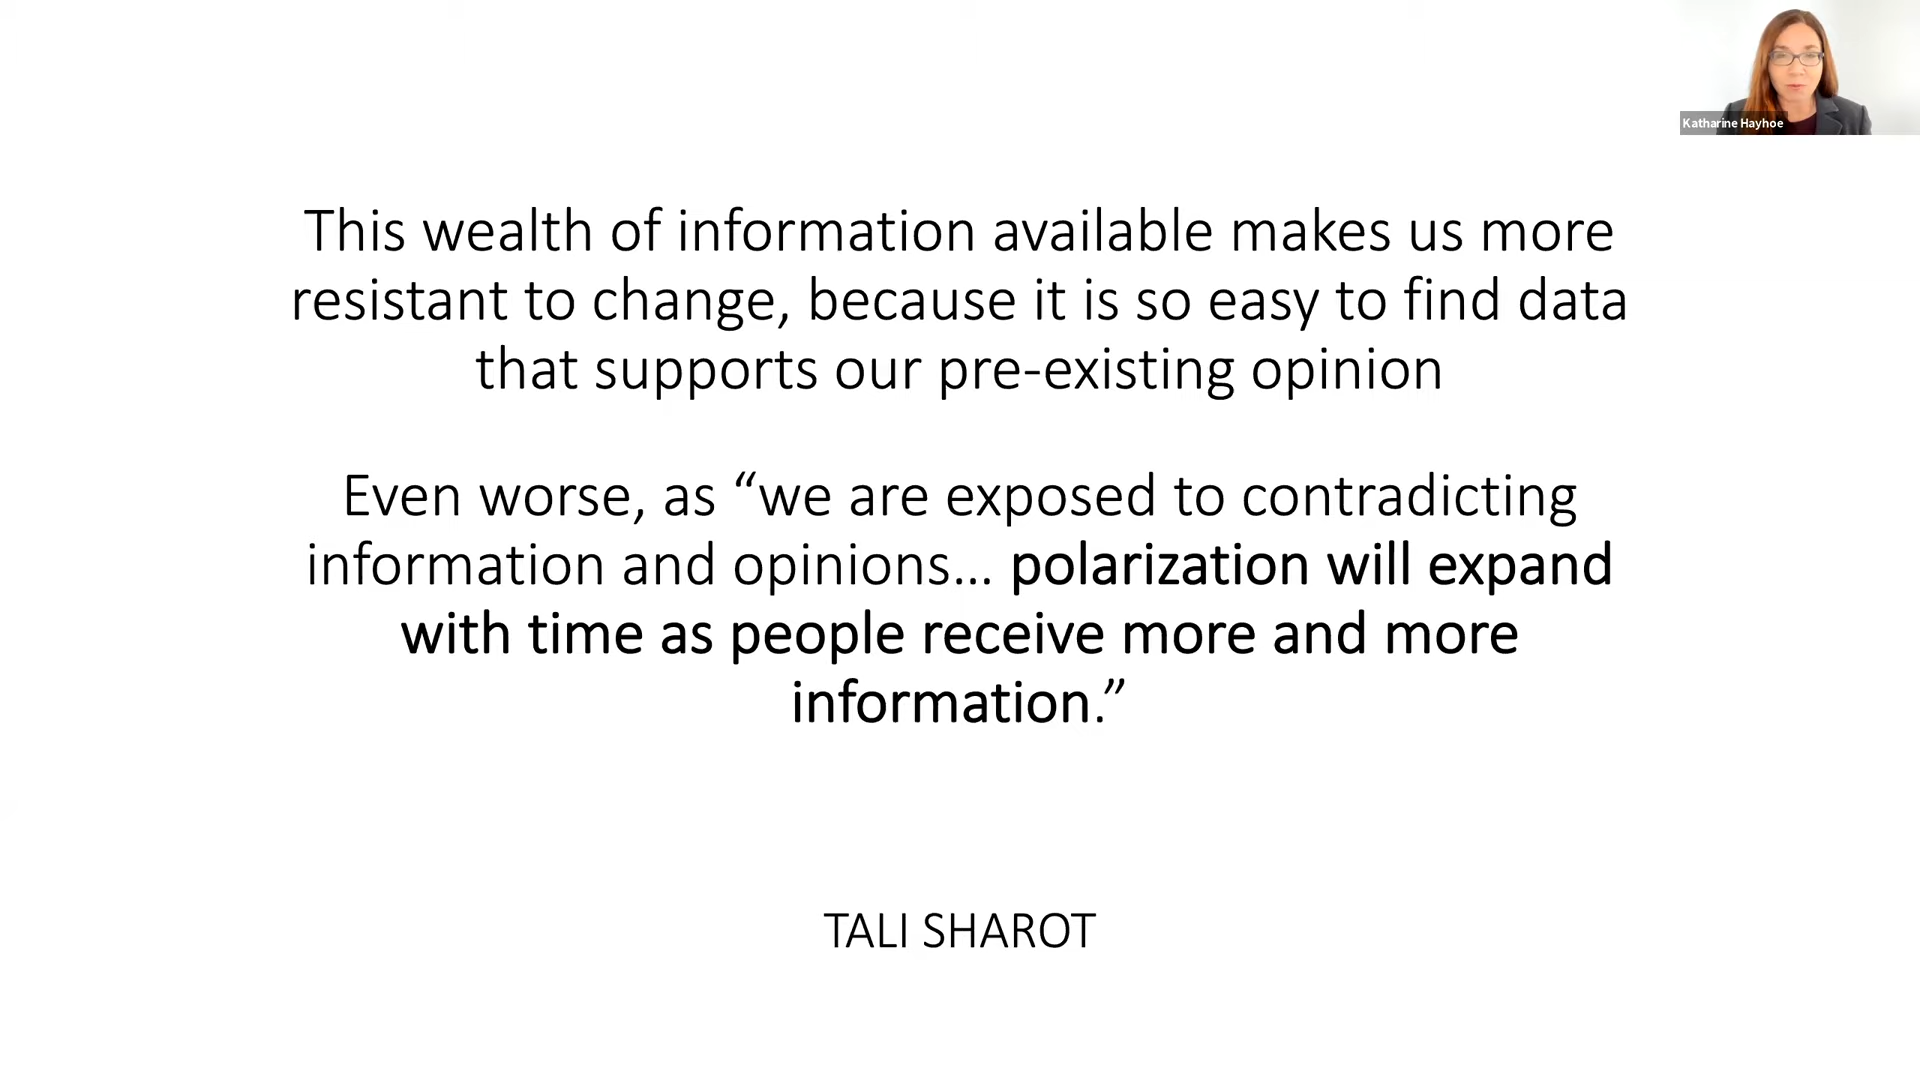 Katharine Hayhoe
This wealth of information available makes us more
resistant to change, because it is so easy to find data
that supports our pre-existing opinion
Even worse, as “we are exposed to contradicting
information and opinions… polarization will expand
with time as people receive more and more
information.”
TALI SHAROT